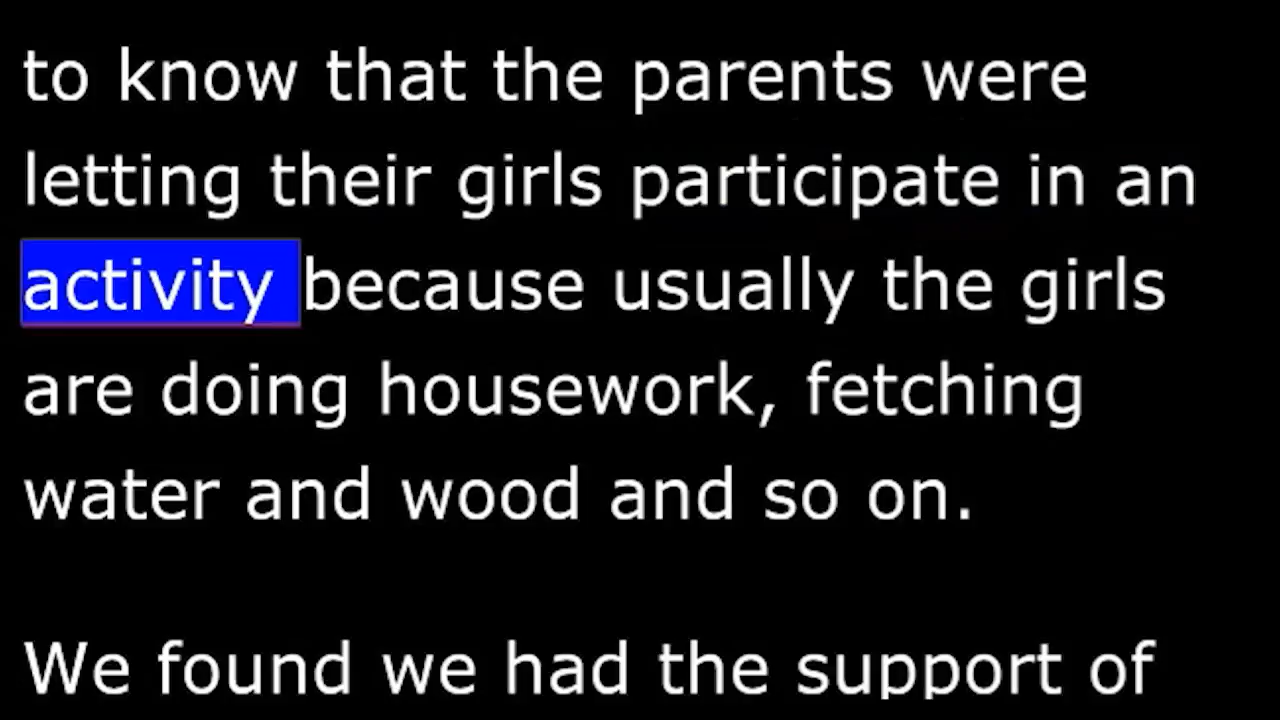 to know that the parents were
letting their girls participate in an
activity because usually the girls
are doing housework, fetching
water and wood and so on.
We found we had the support of